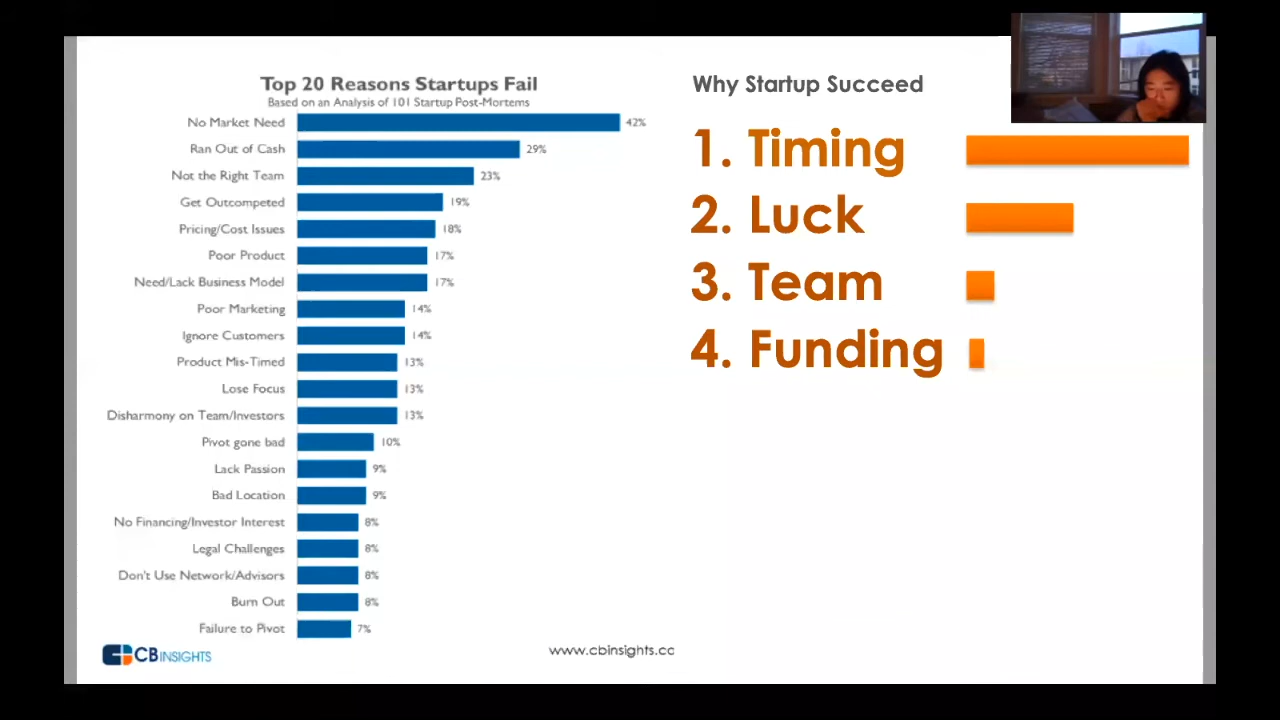 Top 20 Reasons Startups Fail
Based on an Analysis of 101 Startup Post-Mortems
No Market Need 42%
Ran Out of Cash 29%
Not the Right Team 23%
Get Outcompeted 19%
Pricing/Cost Issues 18%
Poor Product 17%
Need/Lack Business Model 17%
Poor Marketing 14%
Ignore Customers 14%
Product Mis-Timed 13%
Lose Focus 13%
Disharmony on Team/Investors 13%
Pivot gone bad 10%
Lack Passion 9%
Bad Location 9%
No Financing/Investor Interest 8%
Legal Challenges 8%
Don't Use Network/Advisors 8%
Burn Out 8%
Failure to Pivot 7%
CBINSIGHTS
www.cbinsights.cc
Why Startup Succeed
1. Timing
2. Luck
3. Team
4. Funding